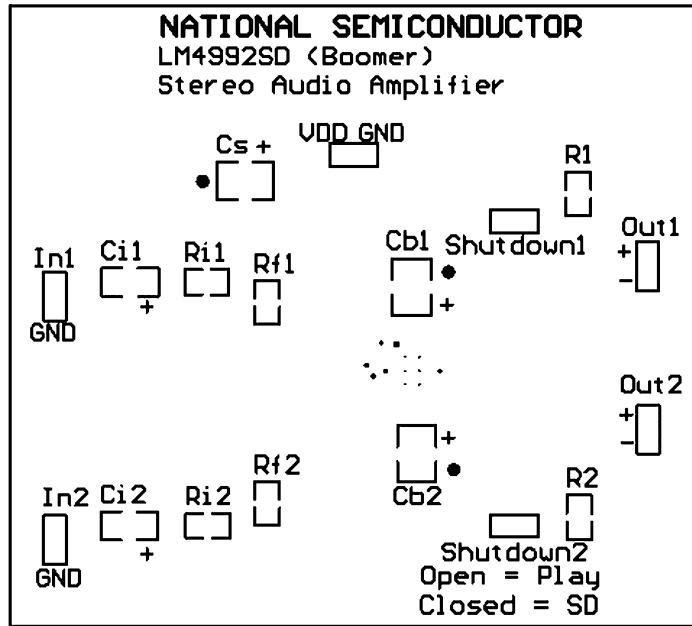 NATIONAL SEMICONDUCTOR
LM4992SD (Boomer)
Stereo Audio Amplifier
VDD GND
Cs +
R1
Shutdown1
Out1
+
-
In1
GND
Ci1
+
Ri1
Rf1
Cb1
+
Out2
+
-
Rf2
+
Cb2
R2
In2
GND
Ci2
+
Ri2
Shutdown2
Open = Play
Closed = SD